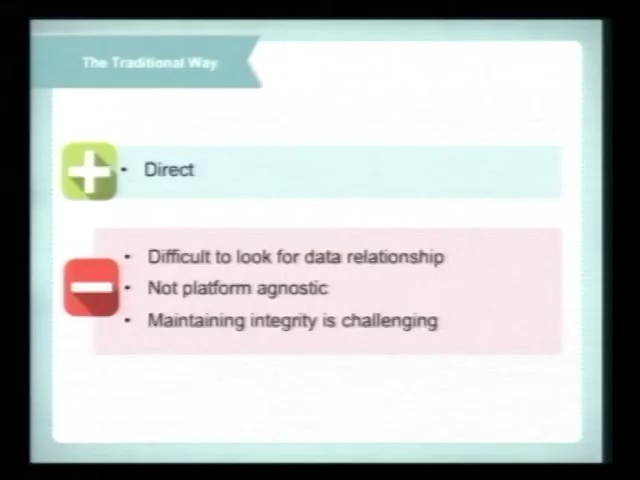 The Traditional Way
• Direct
• Difficult to look for data relationship
• Not platform agnostic
• Maintaining integrity is challenging